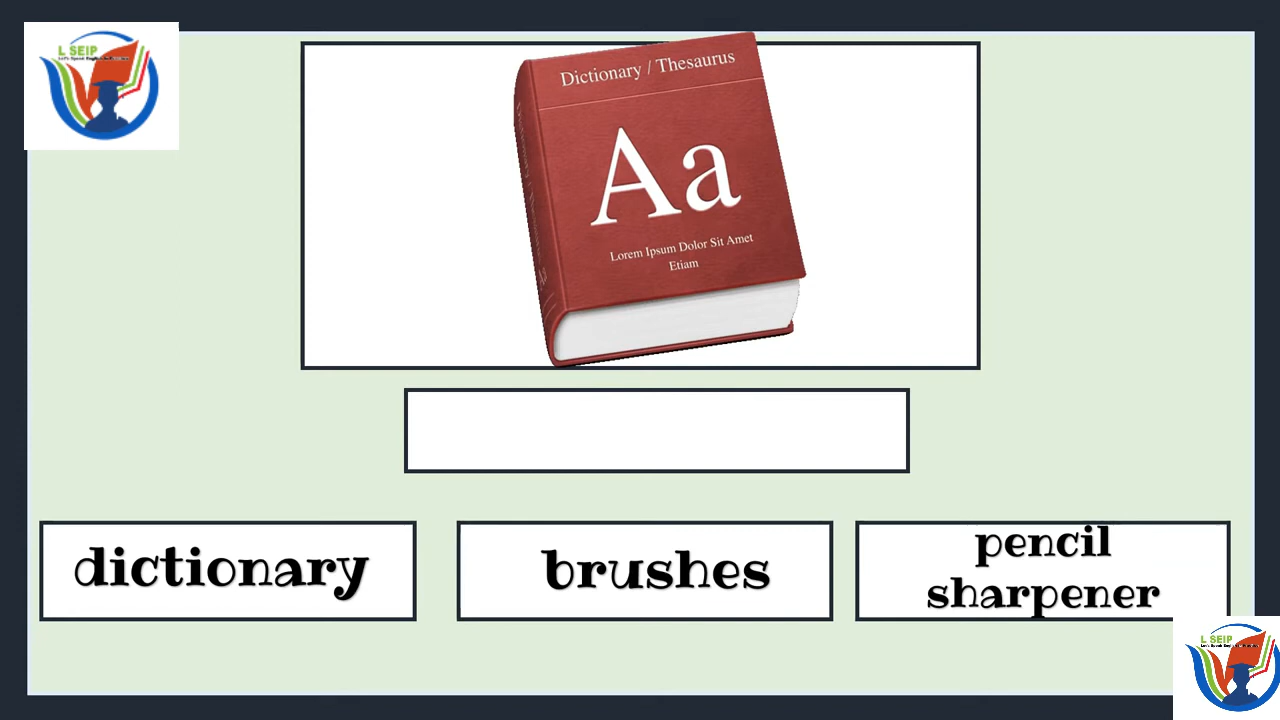 L SEIP
Dictionary / Thesaurus
Aa
Lorem Ipsum Dolor Sit Amet
Etiam
dictionary
brushes
pencil
sharpener
L SEIP